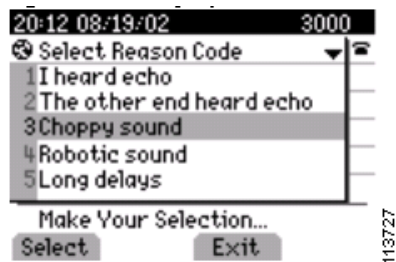 20:12 08/19/02 3000
Select Reason Code
1 I heard echo
2 The other end heard echo
3 Choppy sound
4 Robotic sound
5 Long delays
Make Your Selection...
Select Exit
113727